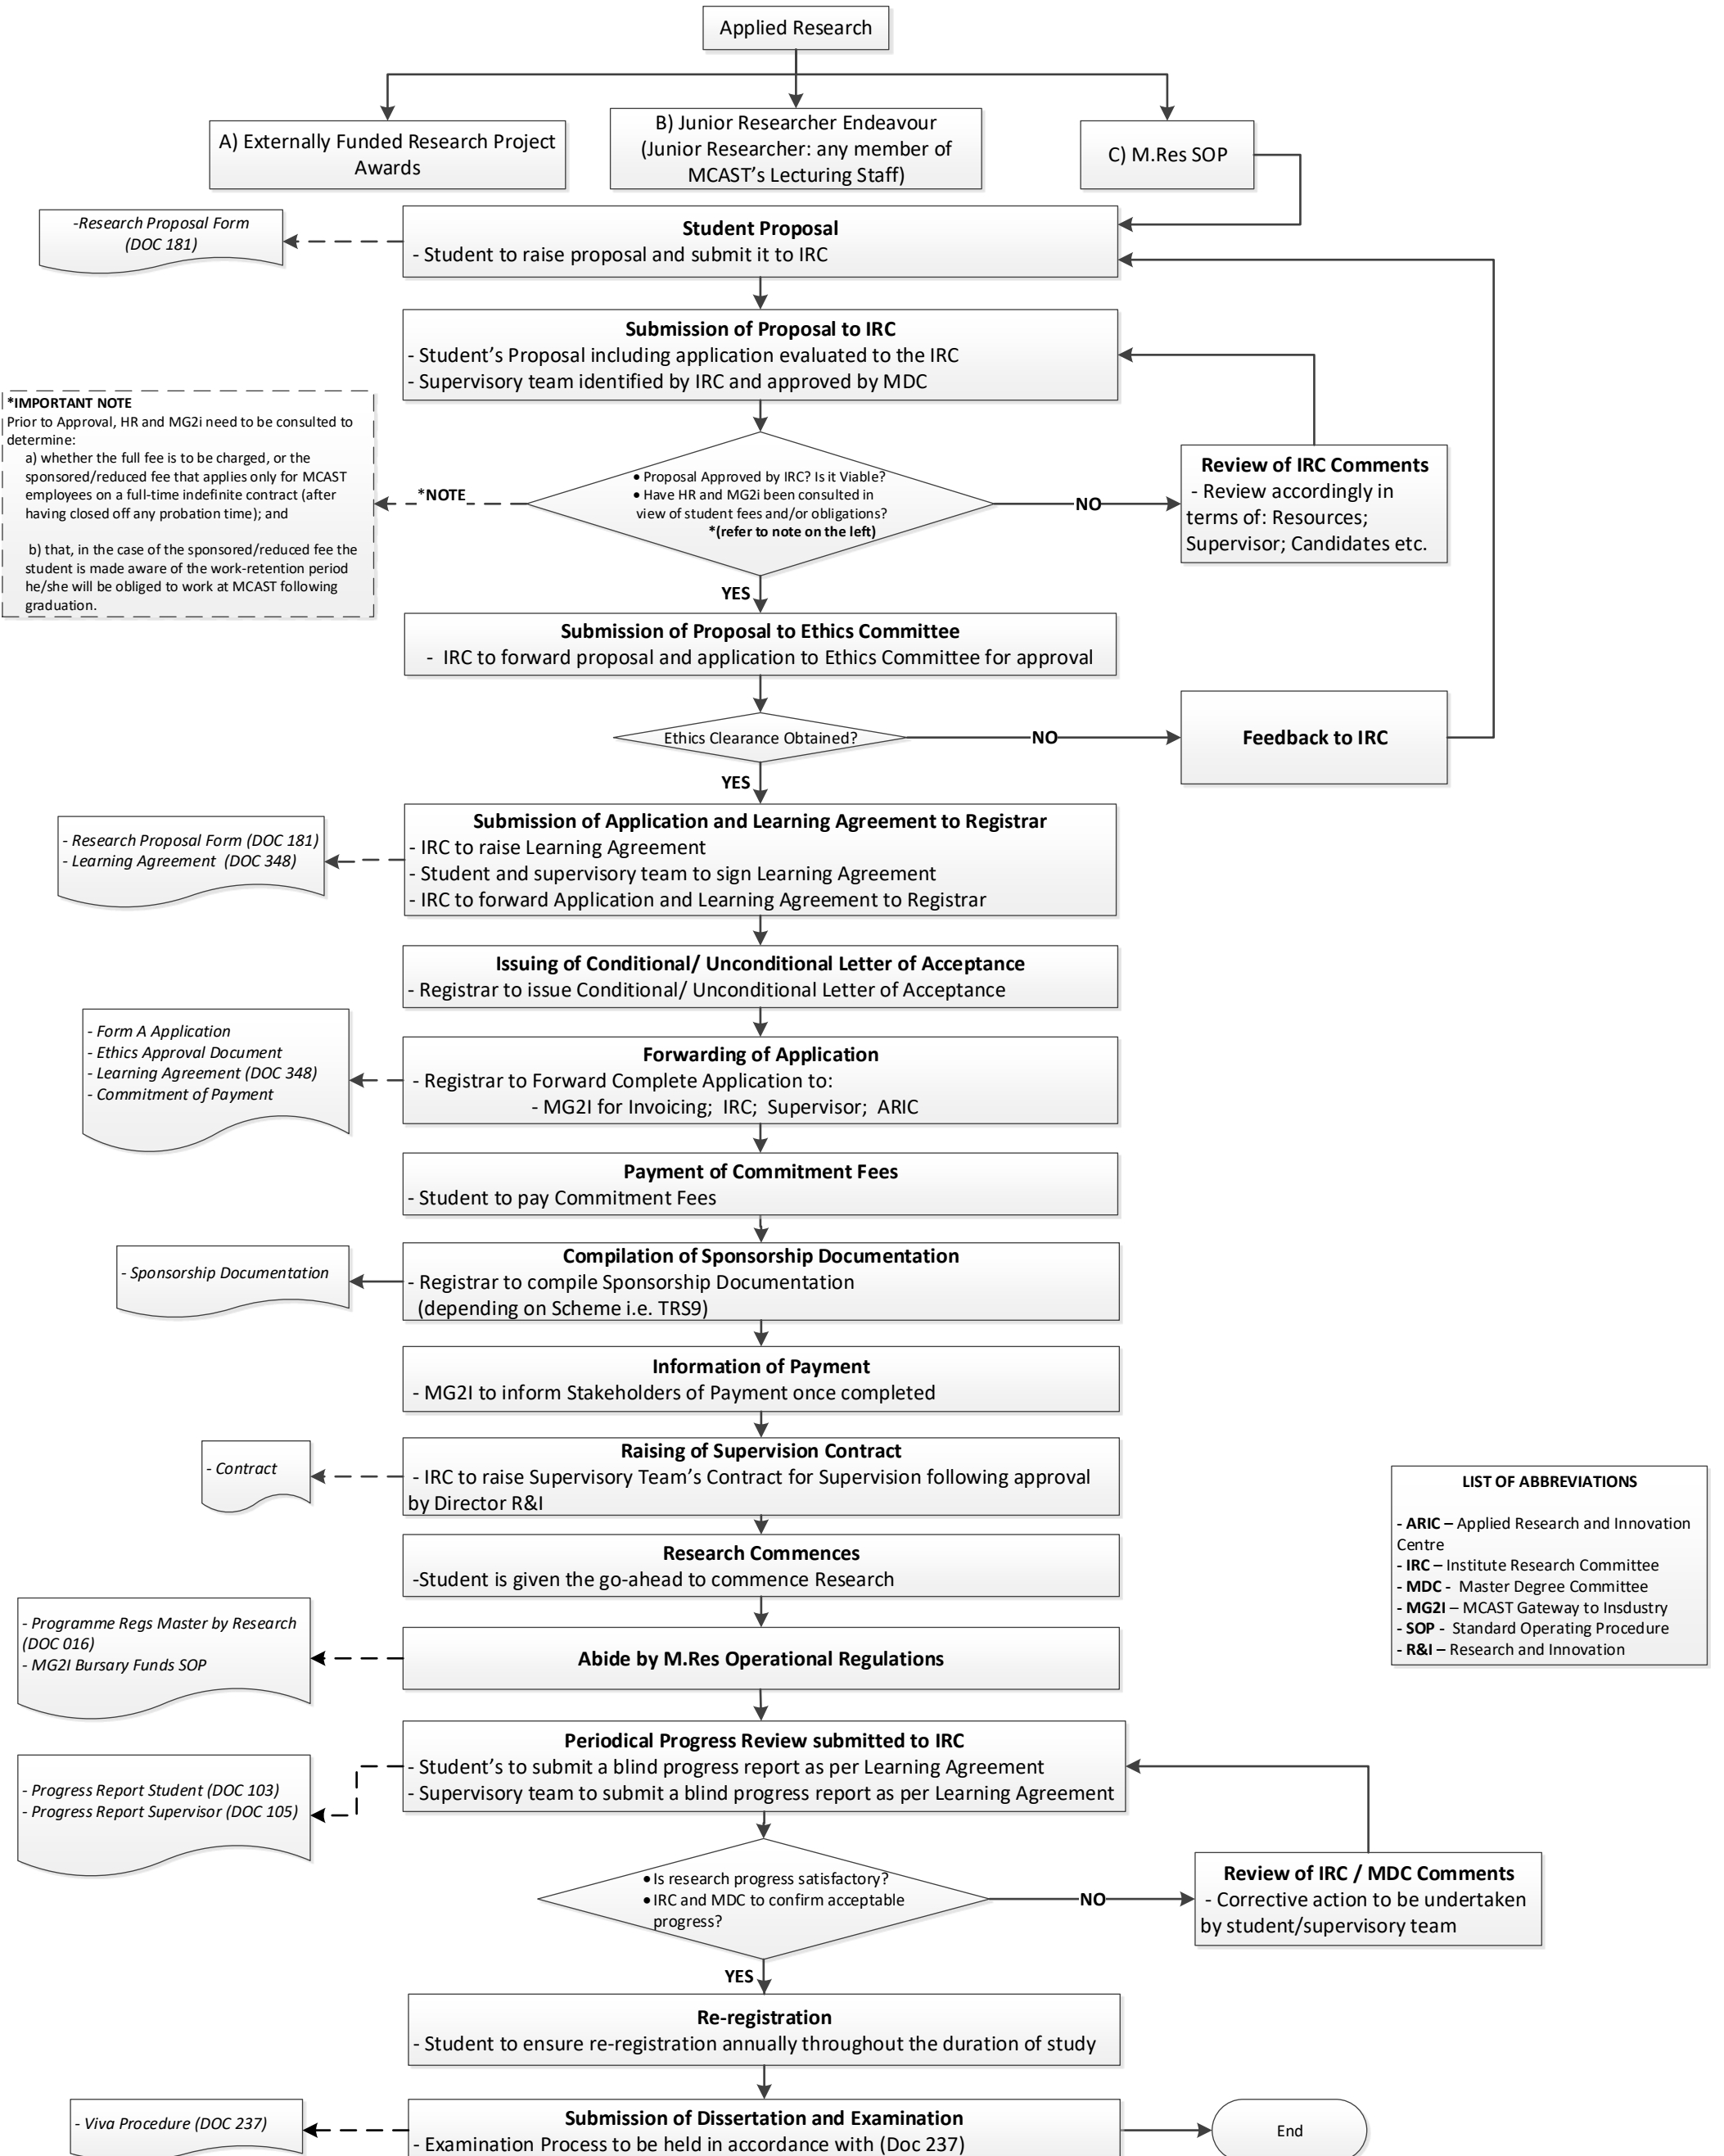 Applied Research
A) Externally Funded Research Project
Awards
B) Junior Researcher Endeavour
(Junior Researcher: any member of
MCAST’s Lecturing Staff)
C) M.Res SOP
-Research Proposal Form
(DOC 181)
Student Proposal
- Student to raise proposal and submit it to IRC
Submission of Proposal to IRC
- Student’s Proposal including application evaluated to the IRC
- Supervisory team identified by IRC and approved by MDC
*IMPORTANT NOTE
Prior to Approval, HR and MG2i need to be consulted to
determine:
a) whether the full fee is to be charged, or the
sponsored/reduced fee that applies only for MCAST
employees on a full-time indefinite contract (after
having closed off any probation time); and
b) that, in the case of the sponsored/reduced fee the
student is made aware of the work-retention period
he/she will be obliged to work at MCAST following
graduation.
*NOTE
• Proposal Approved by IRC? Is it Viable?
• Have HR and MG2i been consulted in
view of student fees and/or obligations?
*(refer to note on the left)
NO
Review of IRC Comments
- Review accordingly in
terms of: Resources;
Supervisor; Candidates etc.
YES
Submission of Proposal to Ethics Committee
- IRC to forward proposal and application to Ethics Committee for approval
Ethics Clearance Obtained?
NO
Feedback to IRC
YES
- Research Proposal Form (DOC 181)
- Learning Agreement (DOC 348)
Submission of Application and Learning Agreement to Registrar
- IRC to raise Learning Agreement
- Student and supervisory team to sign Learning Agreement
- IRC to forward Application and Learning Agreement to Registrar
Issuing of Conditional/ Unconditional Letter of Acceptance
- Registrar to issue Conditional/ Unconditional Letter of Acceptance
- Form A Application
- Ethics Approval Document
- Learning Agreement (DOC 348)
- Commitment of Payment
Forwarding of Application
- Registrar to Forward Complete Application to:
- MG2I for Invoicing; IRC; Supervisor; ARIC
Payment of Commitment Fees
- Student to pay Commitment Fees
- Sponsorship Documentation
Compilation of Sponsorship Documentation
- Registrar to compile Sponsorship Documentation
(depending on Scheme i.e. TRS9)
Information of Payment
- MG2I to inform Stakeholders of Payment once completed
- Contract
Raising of Supervision Contract
- IRC to raise Supervisory Team’s Contract for Supervision following approval
by Director R&I
Research Commences
-Student is given the go-ahead to commence Research
LIST OF ABBREVIATIONS
- ARIC – Applied Research and Innovation
Centre
- IRC – Institute Research Committee
- MDC - Master Degree Committee
- MG2I – MCAST Gateway to Insdustry
- SOP - Standard Operating Procedure
- R&I – Research and Innovation
- Programme Regs Master by Research
(DOC 016)
- MG2I Bursary Funds SOP
Abide by M.Res Operational Regulations
Periodical Progress Review submitted to IRC
- Student’s to submit a blind progress report as per Learning Agreement
- Supervisory team to submit a blind progress report as per Learning Agreement
- Progress Report Student (DOC 103)
- Progress Report Supervisor (DOC 105)
• Is research progress satisfactory?
• IRC and MDC to confirm acceptable
progress?
NO
Review of IRC / MDC Comments
- Corrective action to be undertaken
by student/supervisory team
YES
Re-registration
- Student to ensure re-registration annually throughout the duration of study
- Viva Procedure (DOC 237)
Submission of Dissertation and Examination
- Examination Process to be held in accordance with (Doc 237)
End